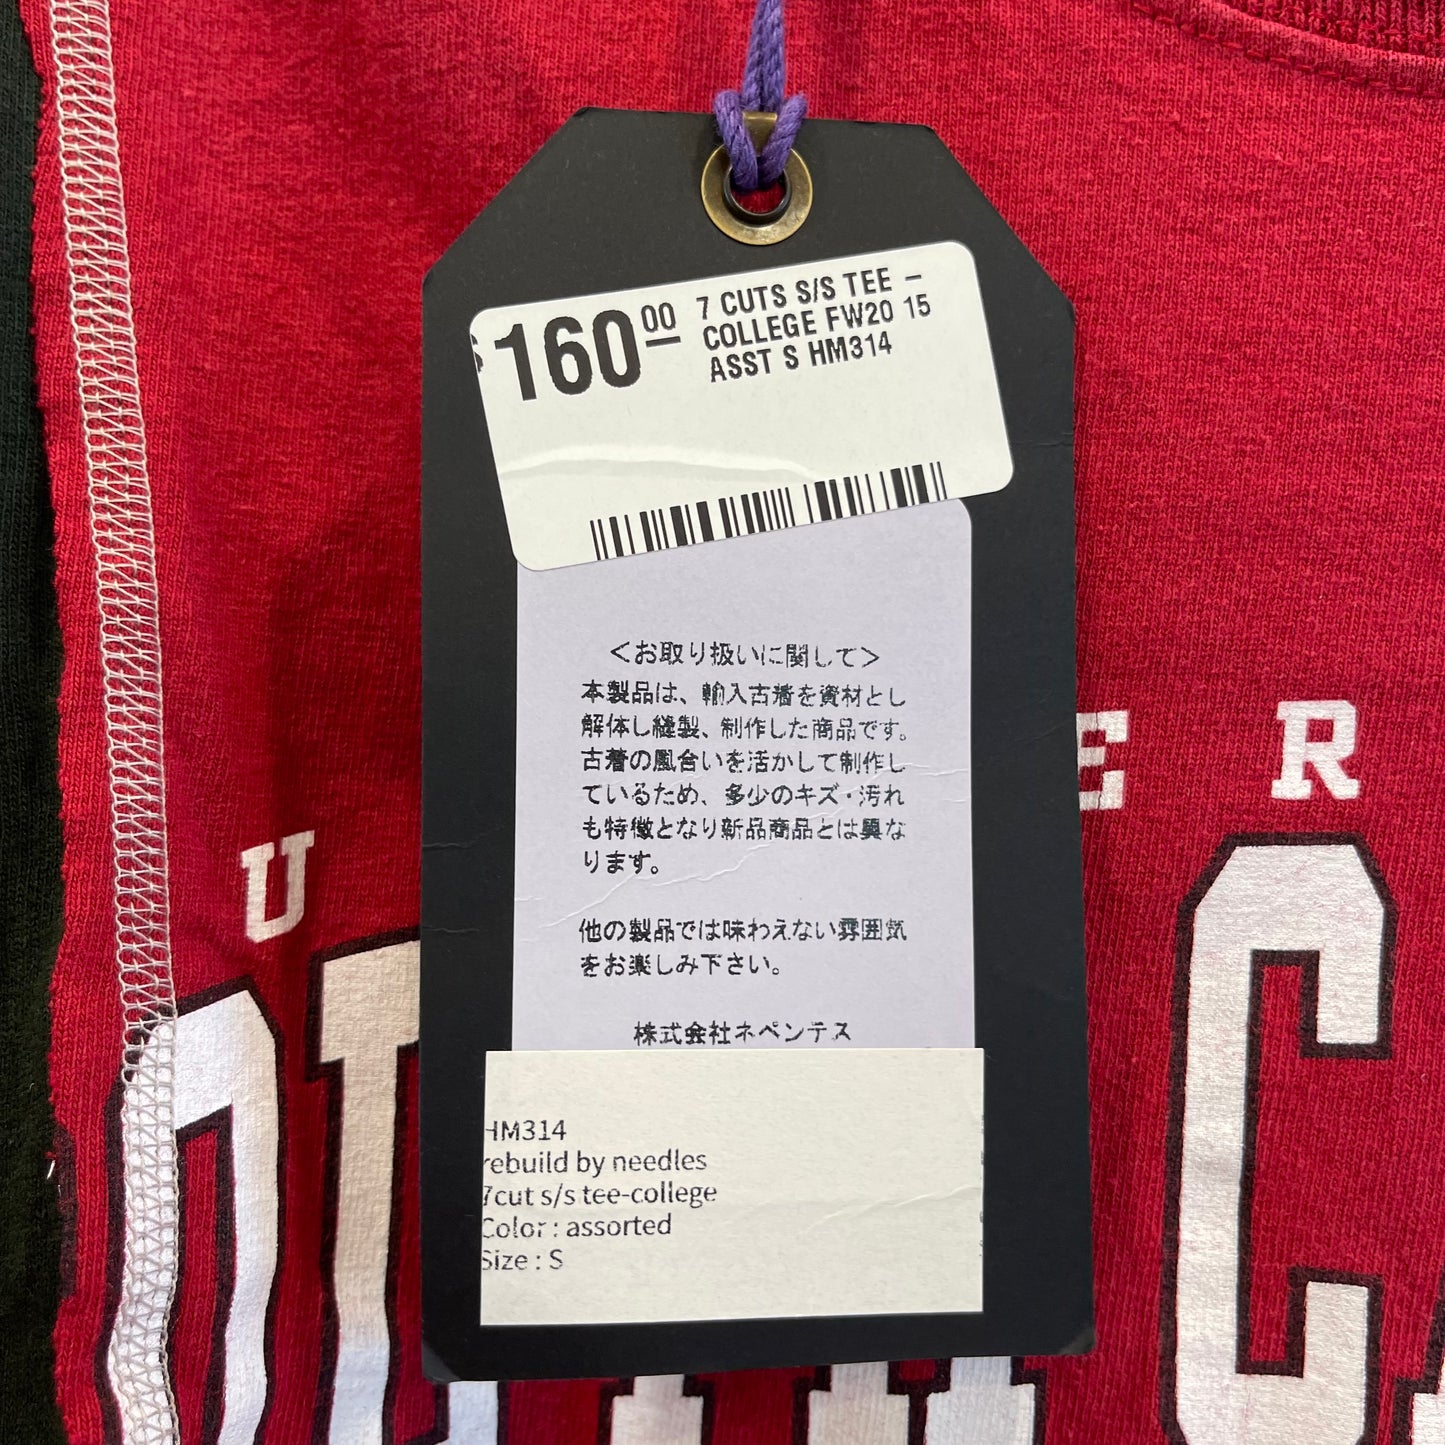 $160.00
7 CUTS S/S TEE –
COLLEGE FW20 15
ASST S HM314
＜お取り扱いに関して＞
本製品は、輸入古着を資材とし
解体し縫製、制作した商品です。
古着の風合いを活かして制作し
ているため、多少のキズ・汚れ
も特徴となり新品商品とは異な
ります。
他の製品では味わえない雰囲気
をお楽しみ下さい。
株式会社ネペンテス
HM314
rebuild by needles
7cut s/s tee-college
Color : assorted
Size : S
U
E R
C